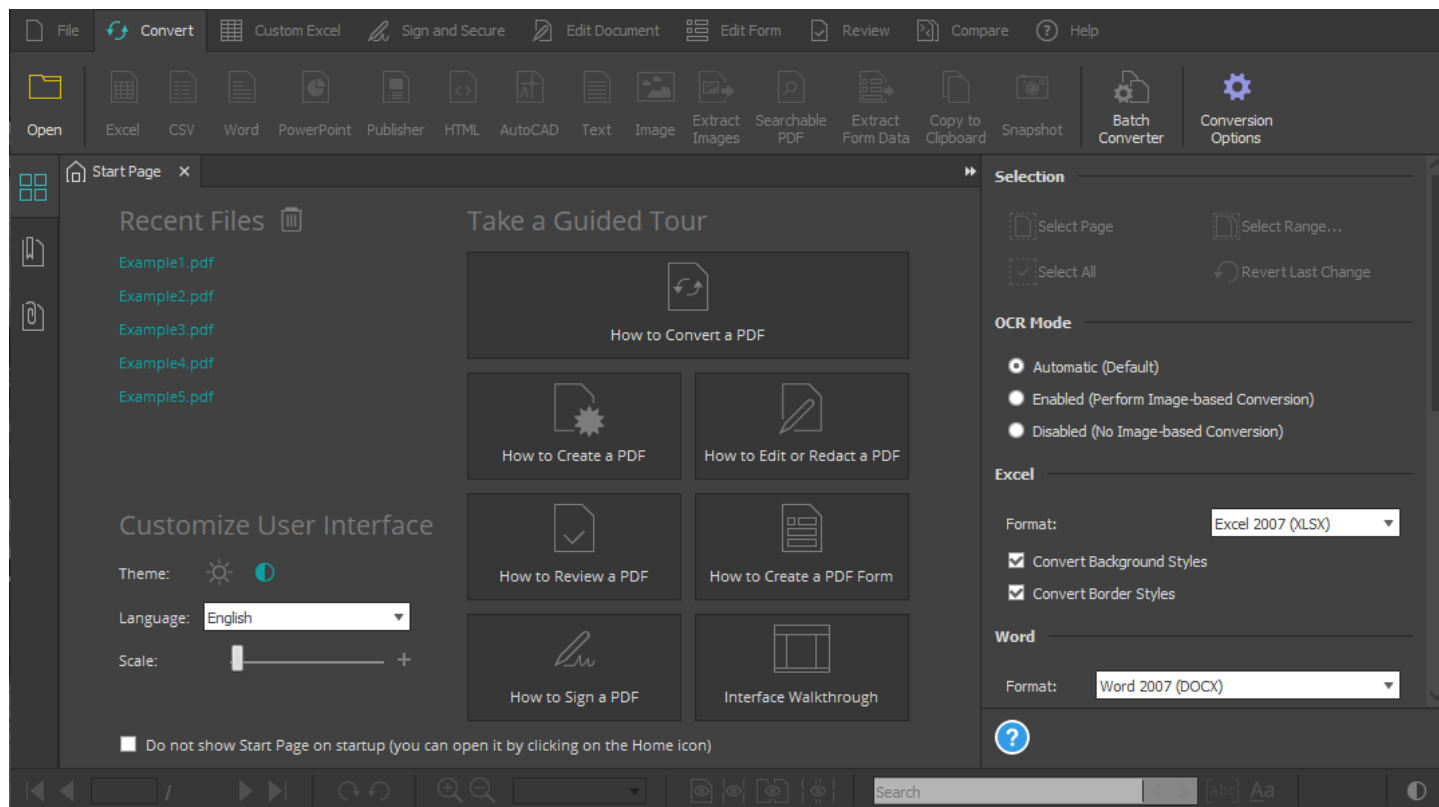 File Convert Custom Excel Sign and Secure Edit Document Edit Form Review Compare Help
Open Excel CSV Word PowerPoint Publisher HTML AutoCAD Text Image Extract Images Searchable PDF Extract Form Data Copy to Clipboard Snapshot Batch Converter Conversion Options
Start Page
Recent Files
Example1.pdf
Example2.pdf
Example3.pdf
Example4.pdf
Example5.pdf
Customize User Interface
Theme:
Language: English
Scale:
Take a Guided Tour
How to Convert a PDF
How to Create a PDF How to Edit or Redact a PDF
How to Review a PDF How to Create a PDF Form
How to Sign a PDF Interface Walkthrough
Do not show Start Page on startup (you can open it by clicking on the Home icon)
Selection
Select Page Select Range...
Select All Revert Last Change
OCR Mode
Automatic (Default)
Enabled (Perform Image-based Conversion)
Disabled (No Image-based Conversion)
Excel
Format: Excel 2007 (XLSX)
Convert Background Styles
Convert Border Styles
Word
Format: Word 2007 (DOCX)
?
/ Search [abc] Aa